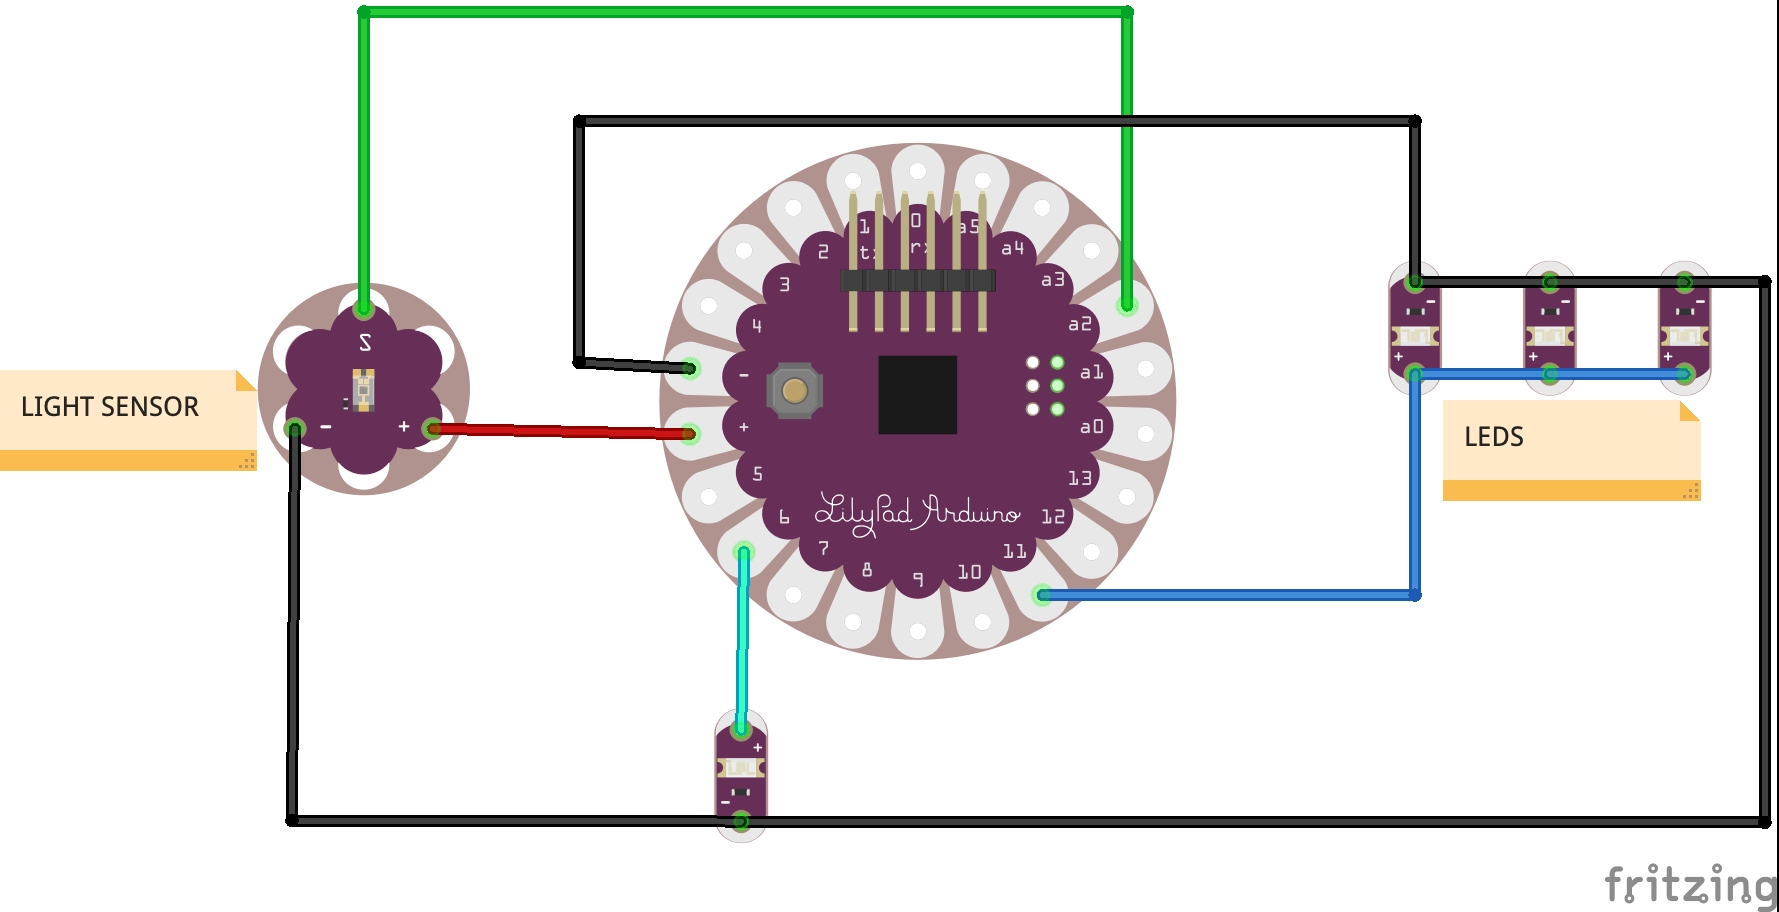 1
0
a5
tx
rx
2
a4
3
a3
4
a2
S
-
a1
LIGHT SENSOR
- +
+
a0
5
13
6
LilyPad Arduino
12
7
11
8
9
10
-
-
-
+
+
+
LEDS
+
-
fritzing